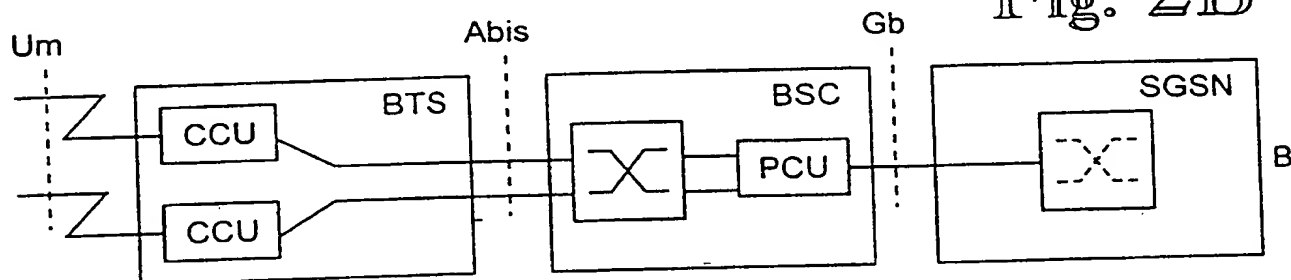 Fig. 2B
Um
Abis
Gb
BTS
BSC
SGSN
CCU
PCU
B
CCU